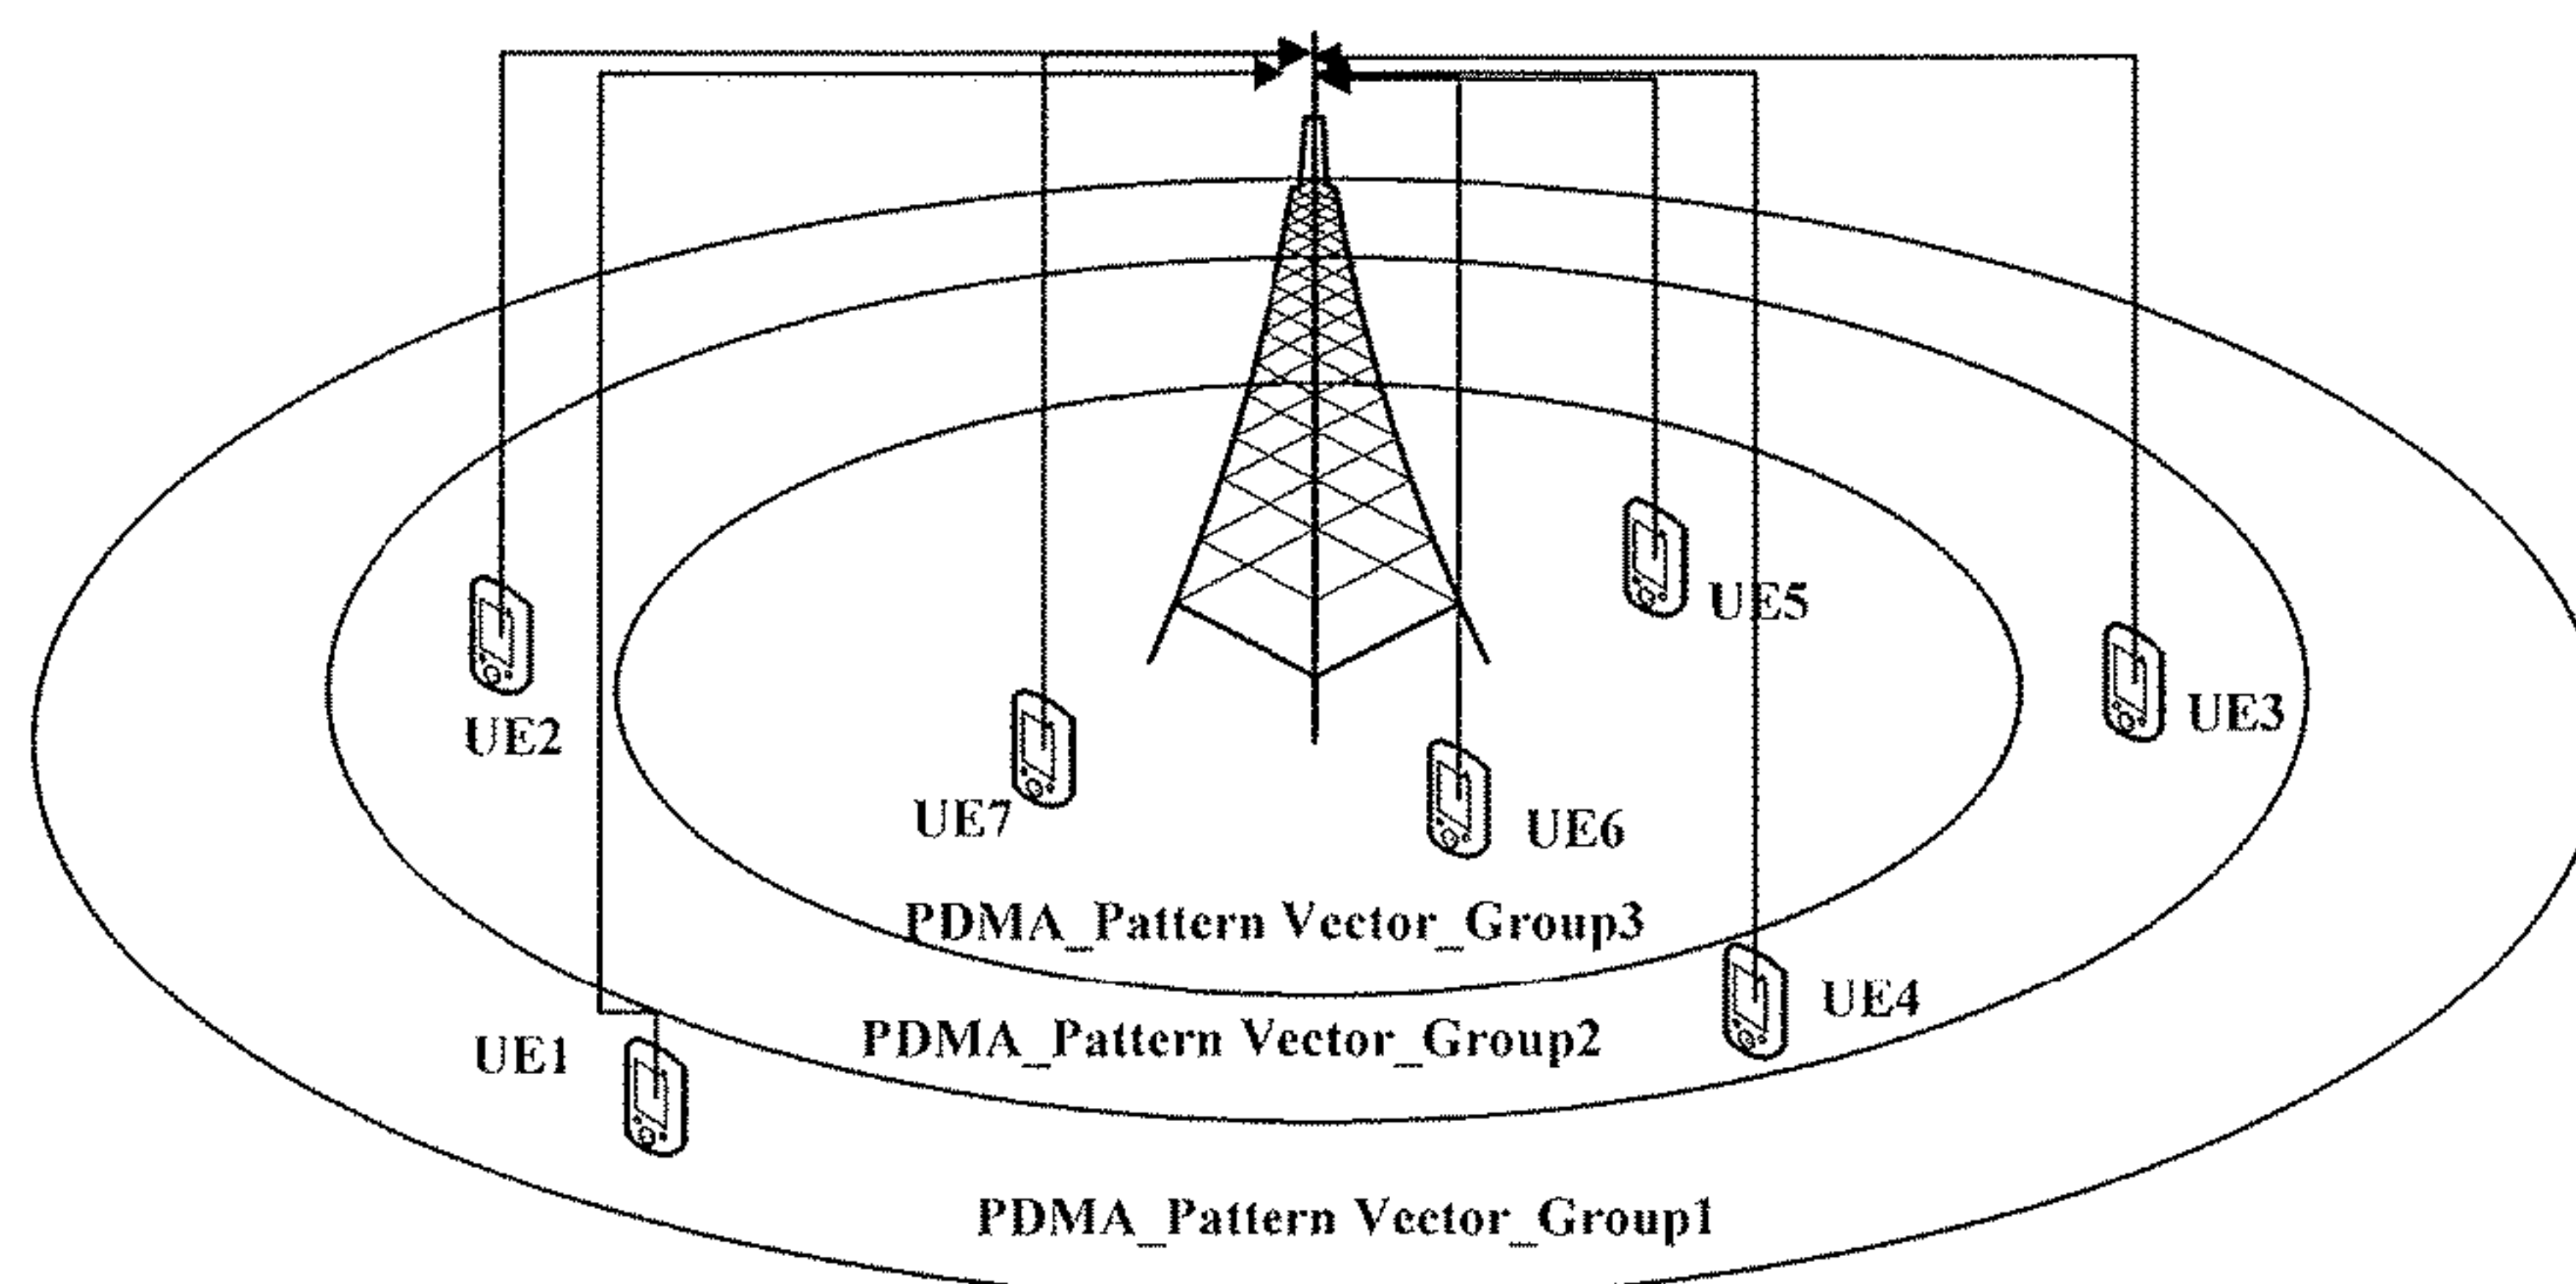 UE5
UE3
UE2
UE7
UE6
PDMA_Pattern Vector_Group3
UE4
PDMA_Pattern Vector_Group2
UE1
PDMA_Pattern Vector_Group1